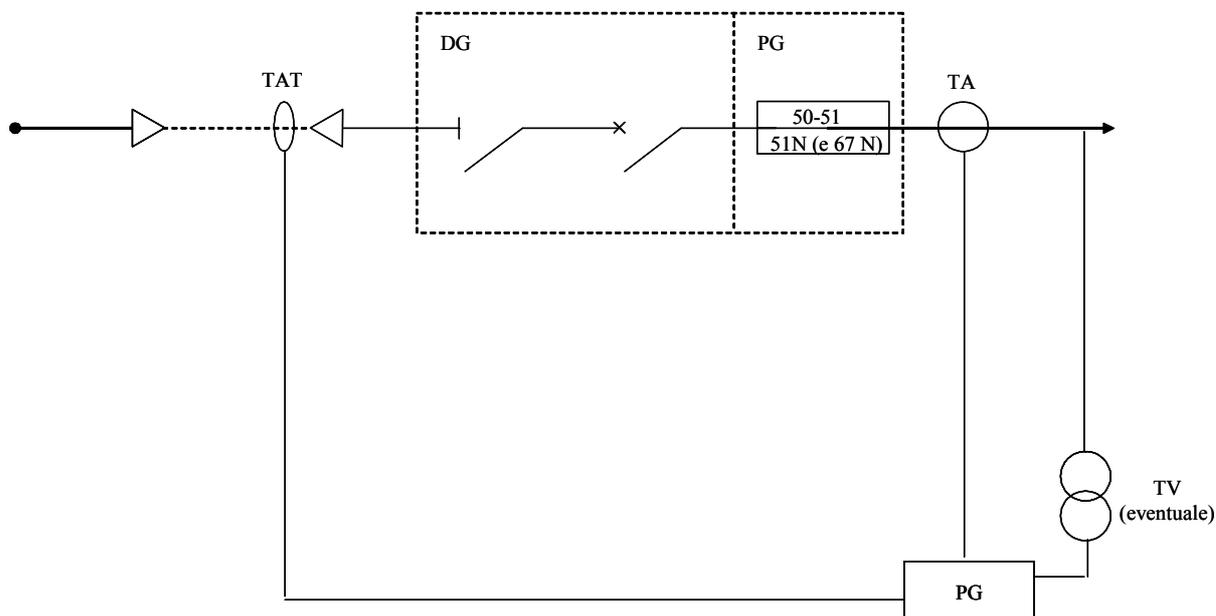 DG
PG
TAT
TA
50-51
51N (e 67 N)
TV
(eventuale)
PG